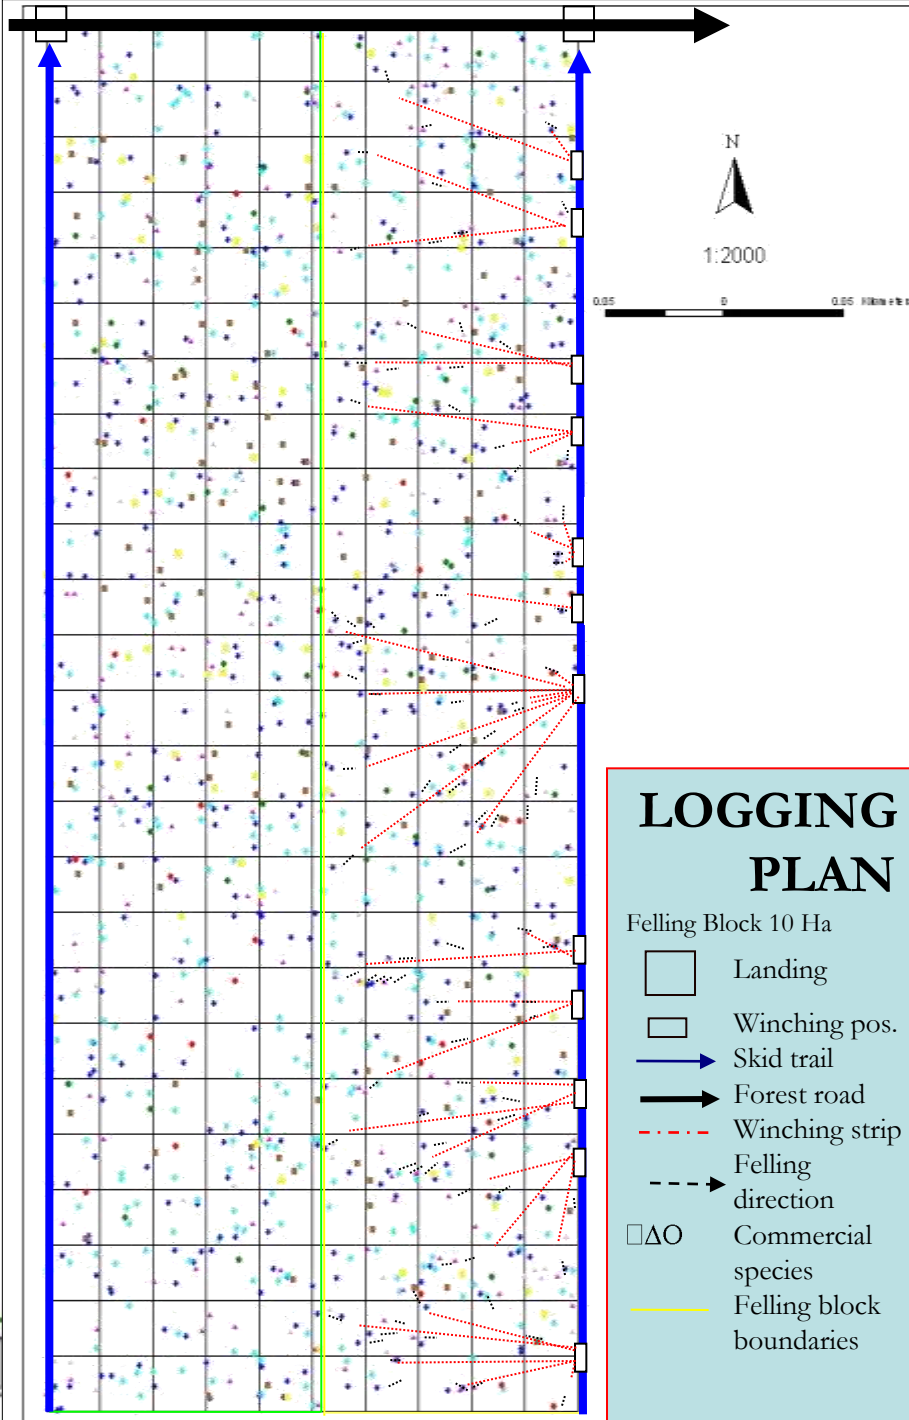 N
1:2000
0.05 0 0.05 Kilometers
LOGGING
PLAN
Felling Block 10 Ha
Landing
Winching pos.
Skid trail
Forest road
Winching strip
Felling
direction
□ΔO Commercial
species
Felling block
boundaries